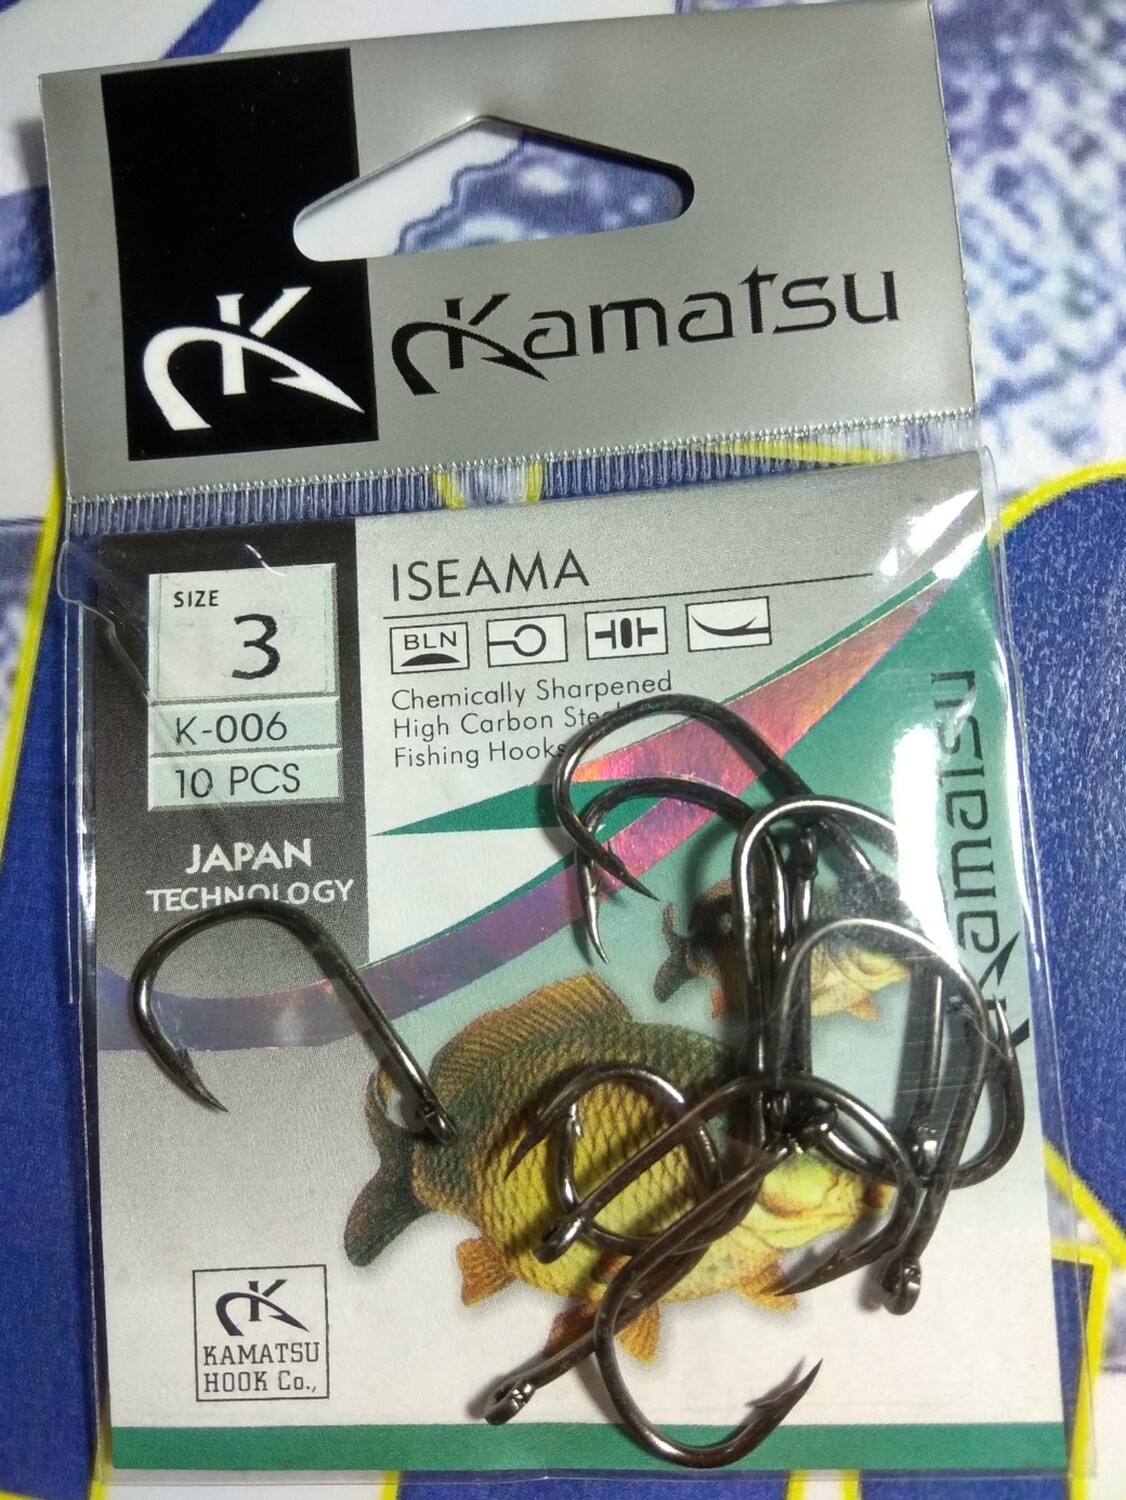 Kamatsu
SIZE
3
K-006
10 PCS
JAPAN
TECHNOLOGY
ISEAMA
BLN
Chemically Sharpened
High Carbon Steel
Fishing Hooks
Kamatsu
KAMATSU
HOOK Co.,